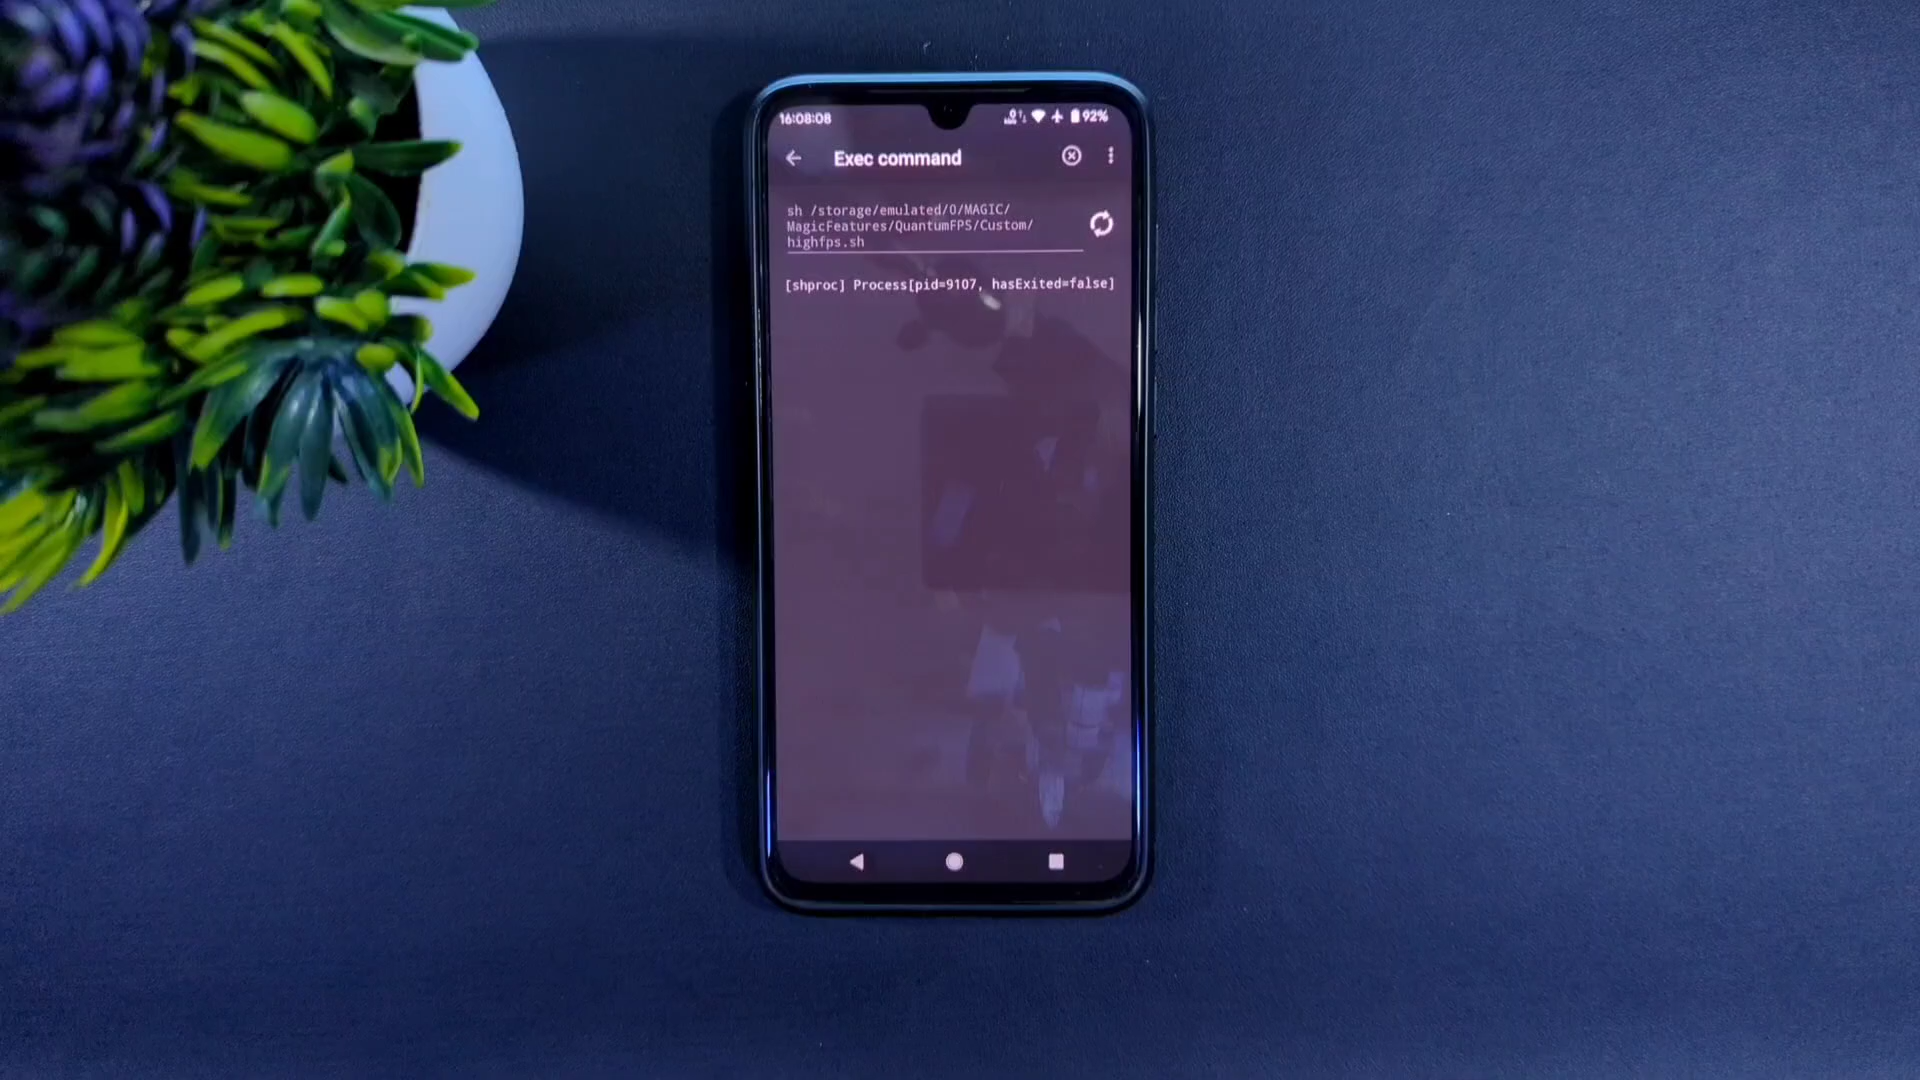 16:08:08
92%
Exec command
sh /storage/emulated/0/MAGIC/
MagicFeatures/QuantumFPS/Custom/
highfps.sh
[shproc] Process[pid=9107, hasExited=false]